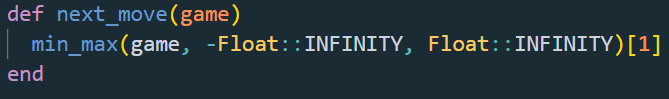 def next_move(game)
  min_max(game, -Float::INFINITY, Float::INFINITY)[1]
end